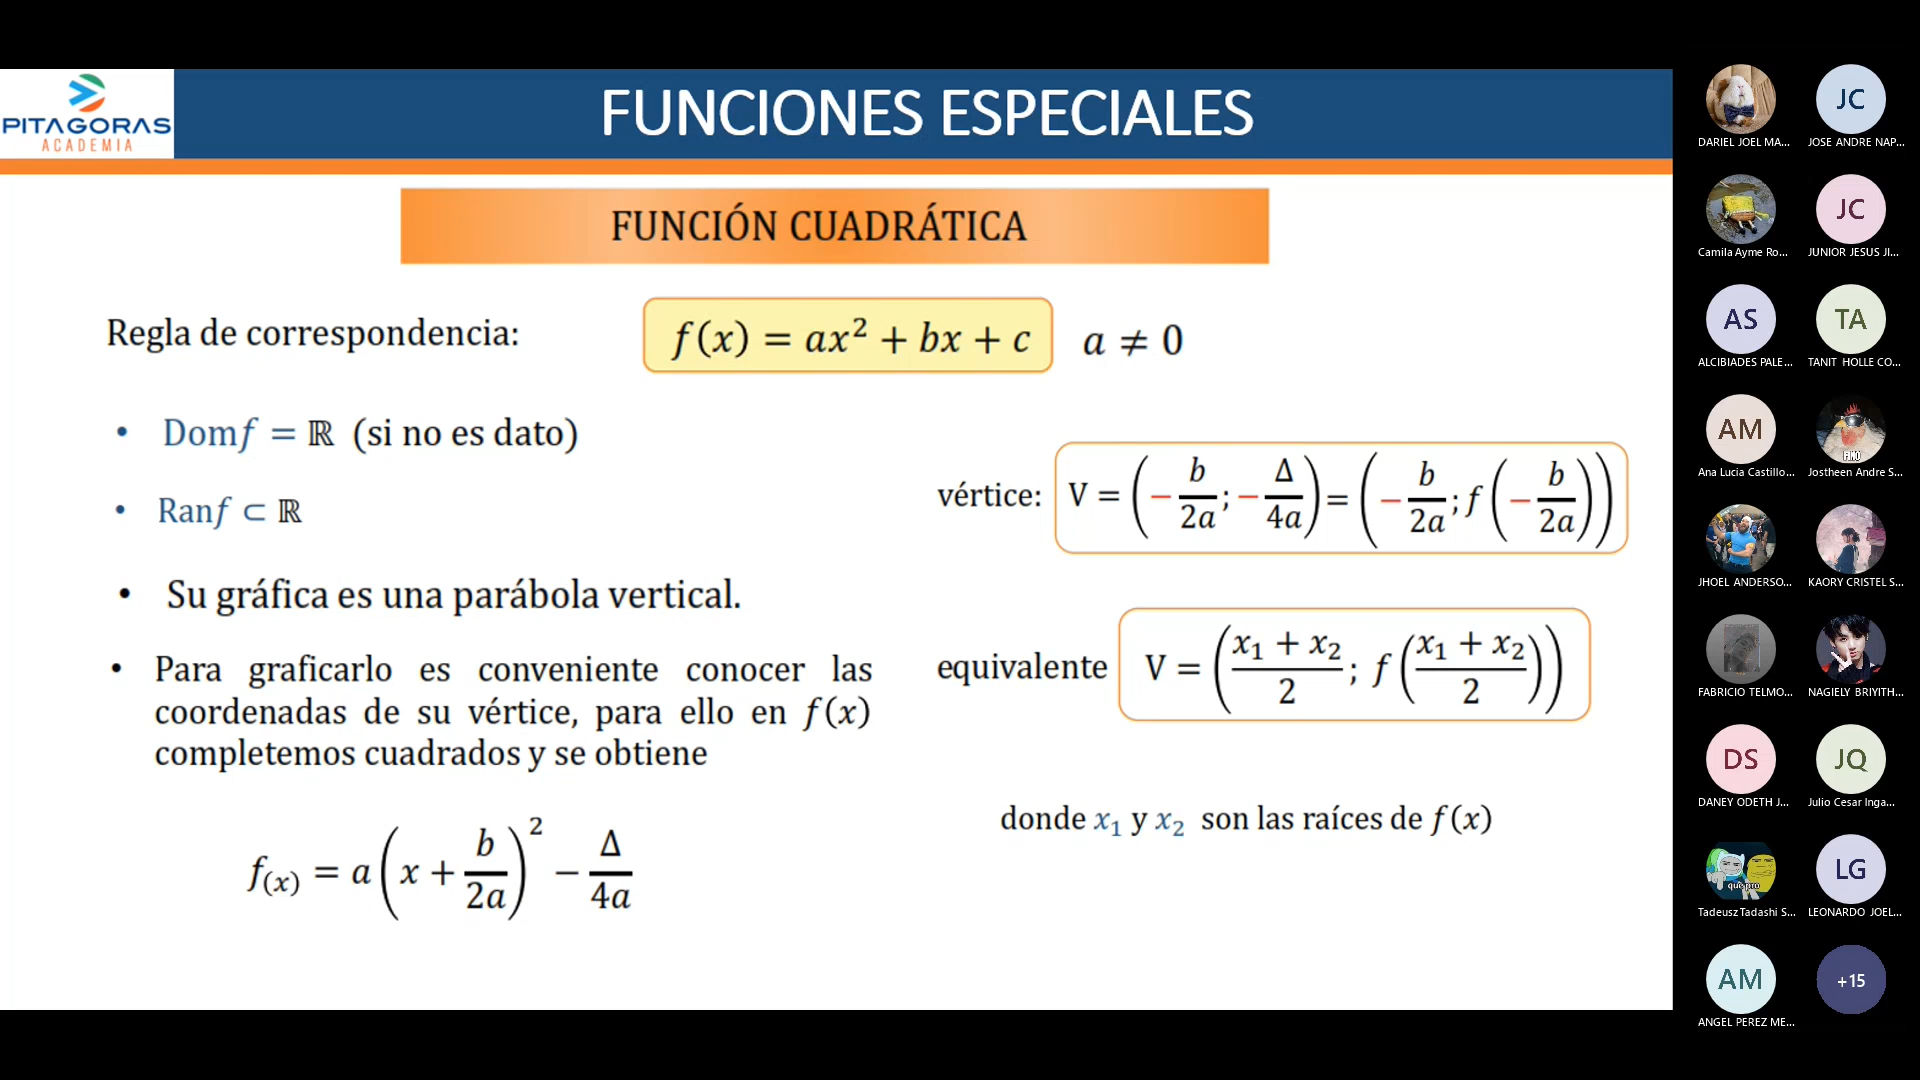 PITAGORAS
ACADEMIA
FUNCIONES ESPECIALES
FUNCIÓN CUADRÁTICA
Regla de correspondencia: f(x) = ax² + bx + c a ≠ 0
• Domf = ℝ (si no es dato)
• Ranf ⊂ ℝ
• Su gráfica es una parábola vertical.
• Para graficarlo es conveniente conocer las
coordenadas de su vértice, para ello en f(x)
completemos cuadrados y se obtiene
f(x) = a(x + b/2a)² − Δ/4a
vértice: V = (− b/2a ; − Δ/4a) = (− b/2a ; f(− b/2a))
equivalente V = ((x₁ + x₂)/2 ; f((x₁ + x₂)/2))
donde x₁ y x₂ son las raíces de f(x)
DARIEL JOEL MA...
JC
JOSE ANDRE NAP...
Camila Ayme Ro...
JC
JUNIOR JESUS JI...
AS
ALCIBIADES PALE...
TA
TANIT HOLLE CO...
AM
Ana Lucia Castillo...
FINO
Jostheen Andre S...
JHOEL ANDERSO...
KAORY CRISTEL S...
FABRICIO TELMO...
NAGIELY BRIYITH...
DS
DANEY ODETH J...
JQ
Julio Cesar Inga...
que pro
Tadeusz Tadashi S...
LG
LEONARDO JOEL...
AM
ANGEL PEREZ ME...
+15